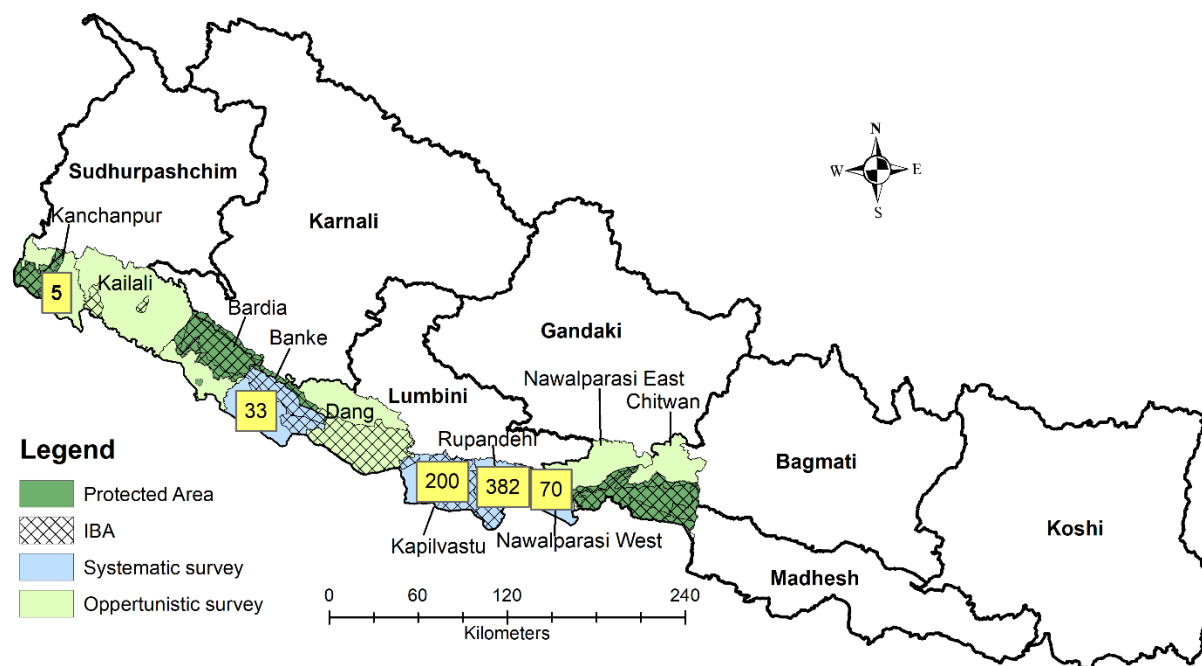 N
W
E
S
Sudhurpashchim
Kanchanpur
Karnali
5
Kailali
Bardia
Banke
Gandaki
Nawalparasi East
Chitwan
33
Dang
Lumbini
Rupandehi
200
382
70
Bagmati
Kapilvastu
Nawalparasi West
Koshi
Madhesh
Legend
Protected Area
IBA
Systematic survey
Oppertunistic survey
0 60 120 240
Kilometers